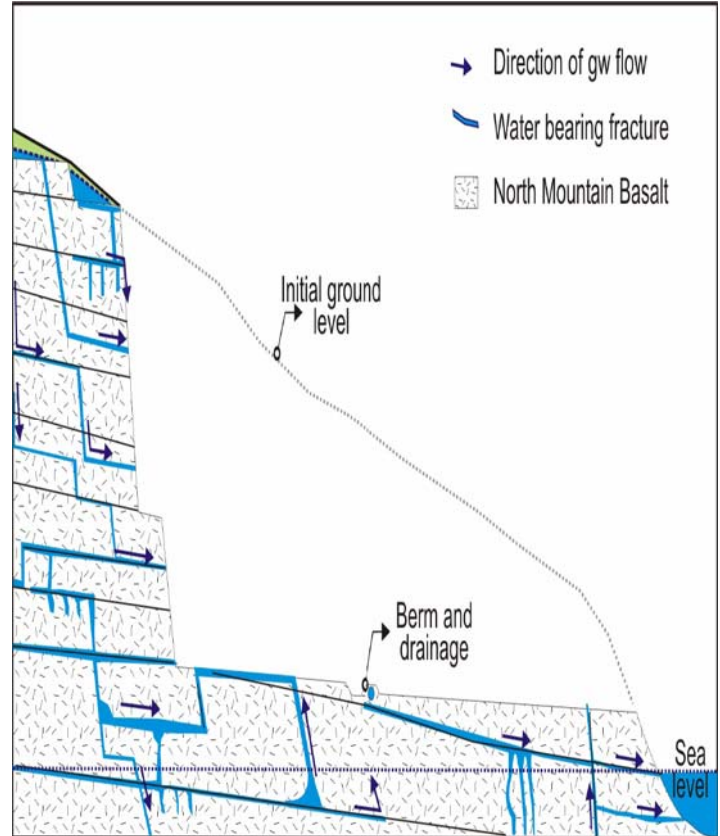 Direction of gw flow
Water bearing fracture
North Mountain Basalt
Initial ground
level
Berm and
drainage
Sea
level